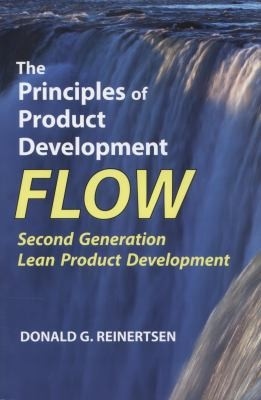 The
Principles of
Product
Development
FLOW
Second Generation
Lean Product Development
DONALD G. REINERTSEN